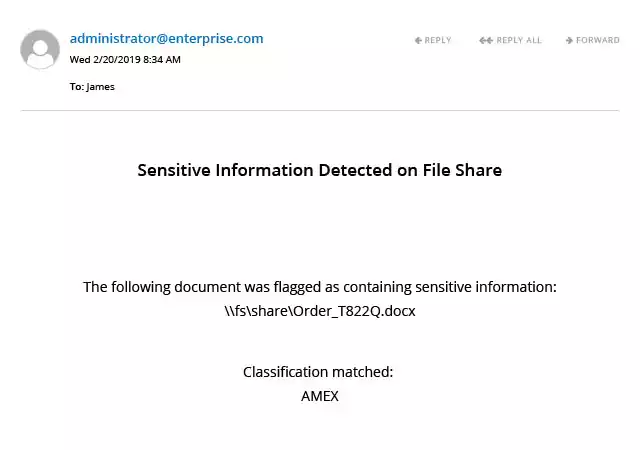 administrator@enterprise.com
REPLY REPLY ALL FORWARD
Wed 2/20/2019 8:34 AM
To: James
Sensitive Information Detected on File Share
The following document was flagged as containing sensitive information:
\\fs\share\Order_T822Q.docx
Classification matched:
AMEX